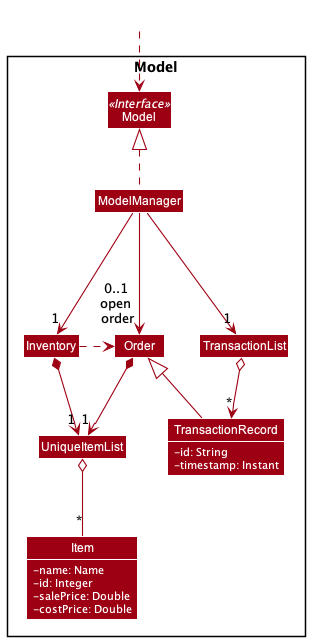 Model
«Interface»
Model
ModelManager
1
0..1
open
order
1
Inventory
Order
TransactionList
1
1
*
UniqueItemList
TransactionRecord
-id: String
-timestamp: Instant
*
Item
-name: Name
-id: Integer
-salePrice: Double
-costPrice: Double